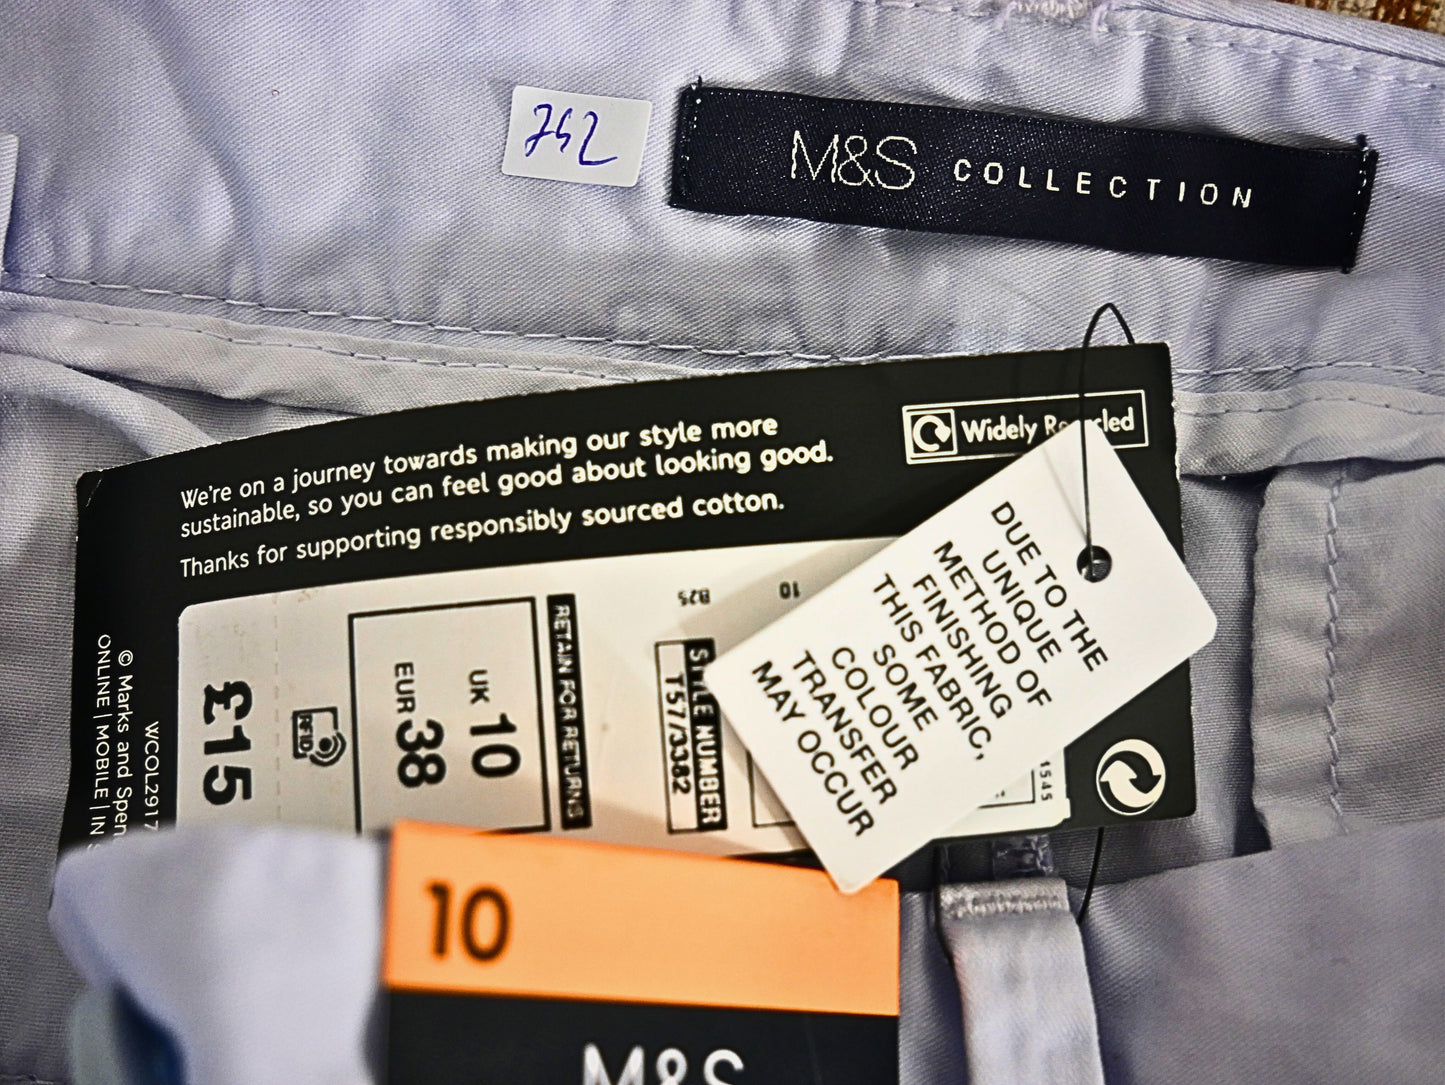 752
M&S COLLECTION
We're on a journey towards making our style more
sustainable, so you can feel good about looking good.
Thanks for supporting responsibly sourced cotton.
Widely
DUE TO THE
UNIQUE
METHOD OF
FINISHING
THIS FABRIC,
SOME
COLOUR
TRANSFER
MAY OCCUR
B25
10
STYLE NUMBER
T57/3382
1545
RETAIN FOR RETURNS
UK 10
EUR 38
RFID
£15
WCOL2917
© Marks and
ONLINE | MOBILE | IN
10
M&S